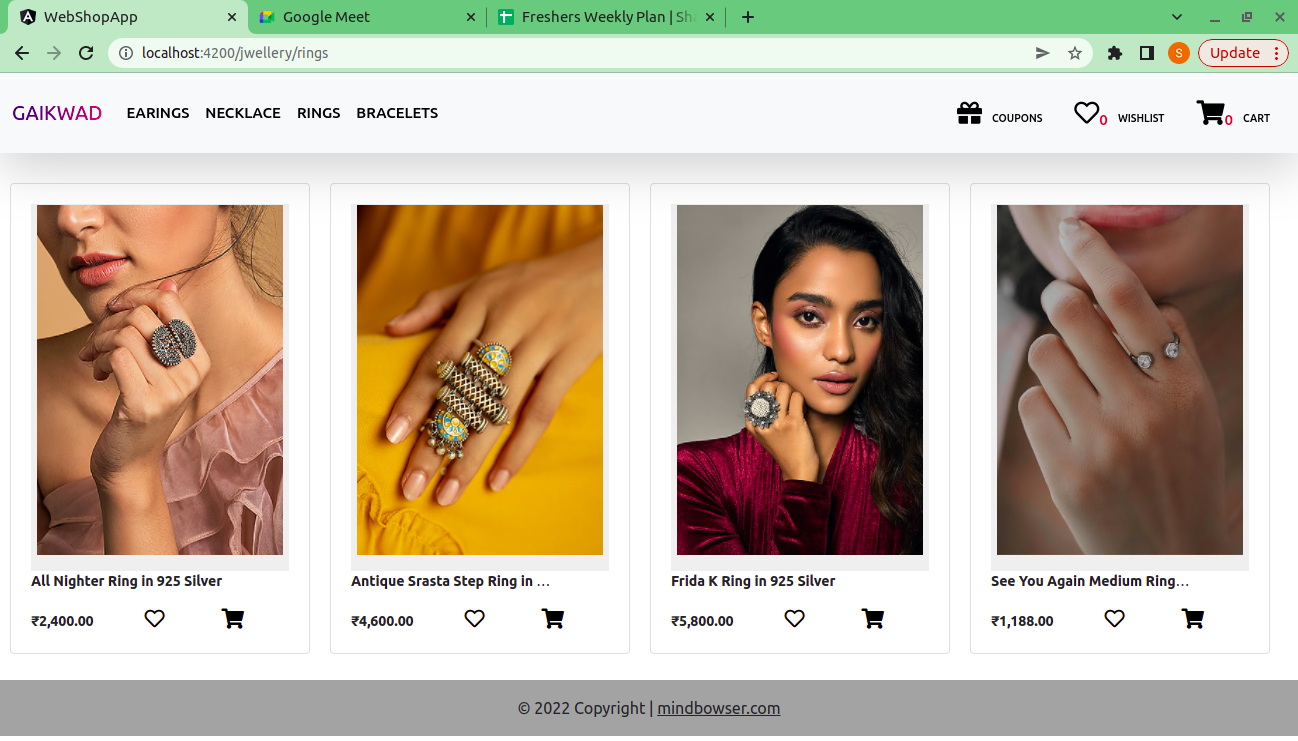 WebShopApp
Google Meet
Freshers Weekly Plan | Sh
localhost:4200/jwellery/rings
S
Update
GAIKWAD
EARINGS NECKLACE RINGS BRACELETS
COUPONS
0 WISHLIST
0 CART
All Nighter Ring in 925 Silver
₹2,400.00
Antique Srasta Step Ring in ...
₹4,600.00
Frida K Ring in 925 Silver
₹5,800.00
See You Again Medium Ring...
₹1,188.00
© 2022 Copyright | mindbowser.com